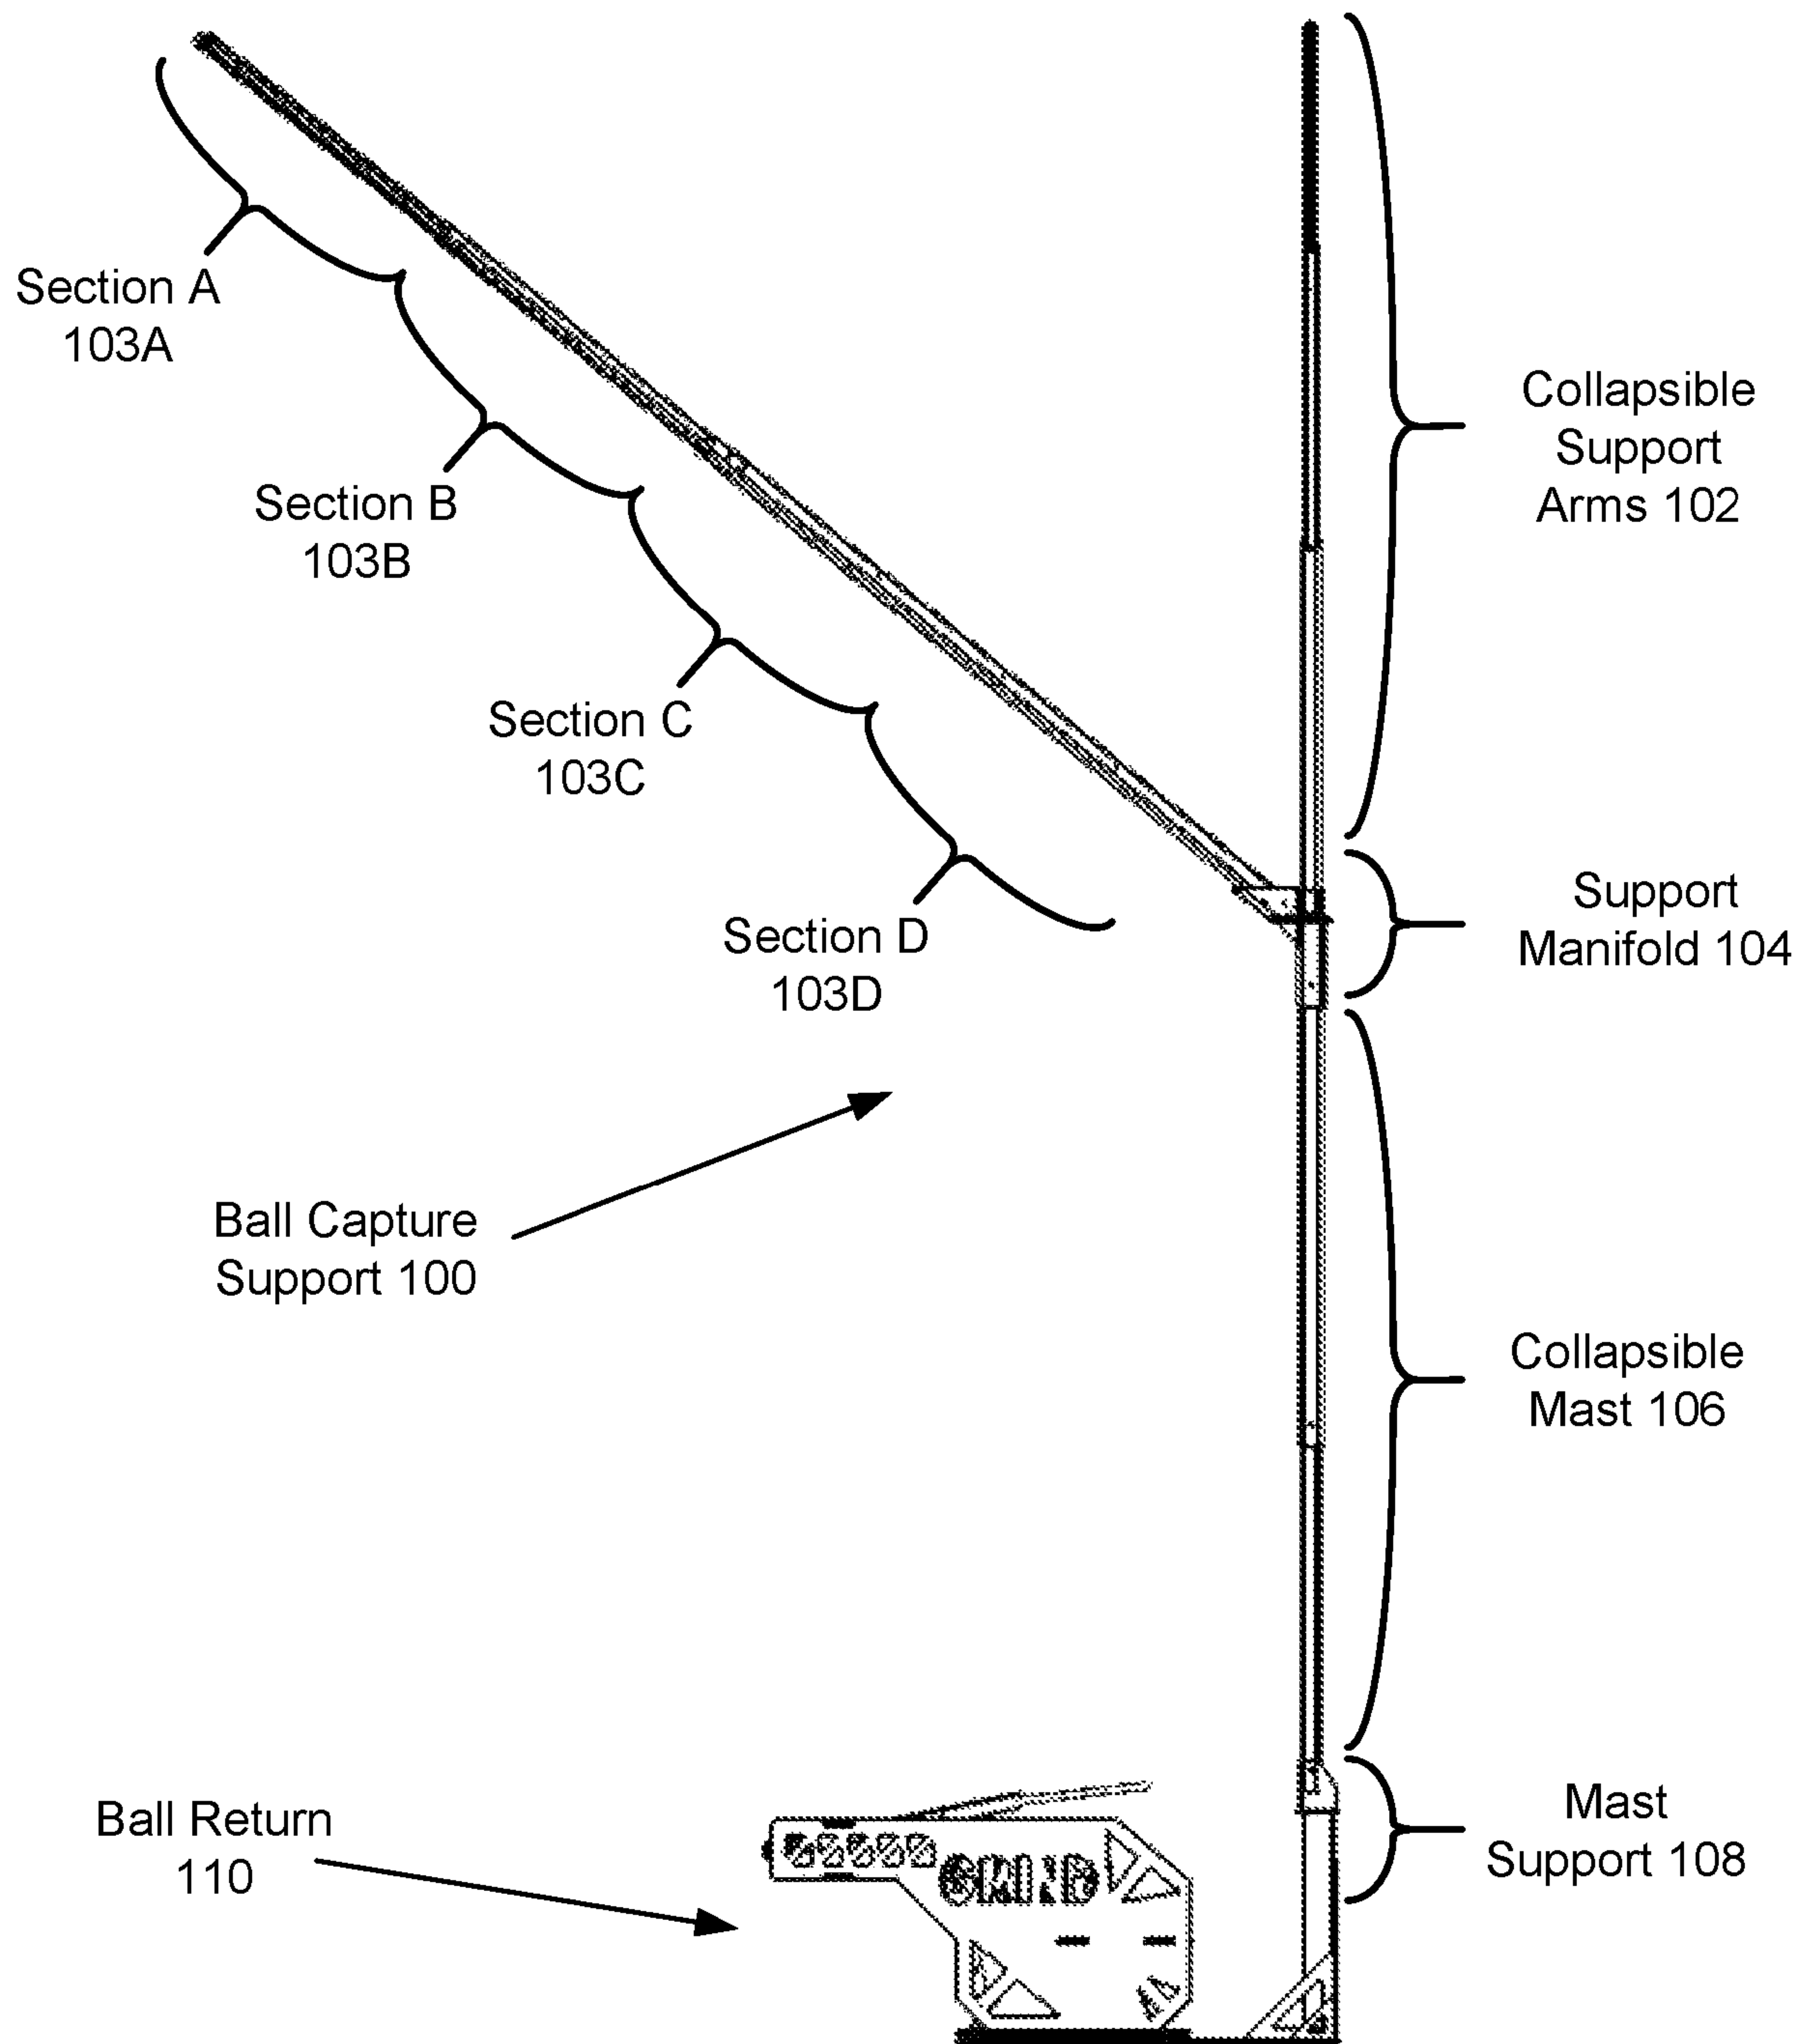 Section A
103A
Collapsible
Support
Arms 102
Section B
103B
Section C
103C
Support
Manifold 104
Section D
103D
Ball Capture
Support 100
Collapsible
Mast 106
Mast
Support 108
Ball Return
110
GRIND